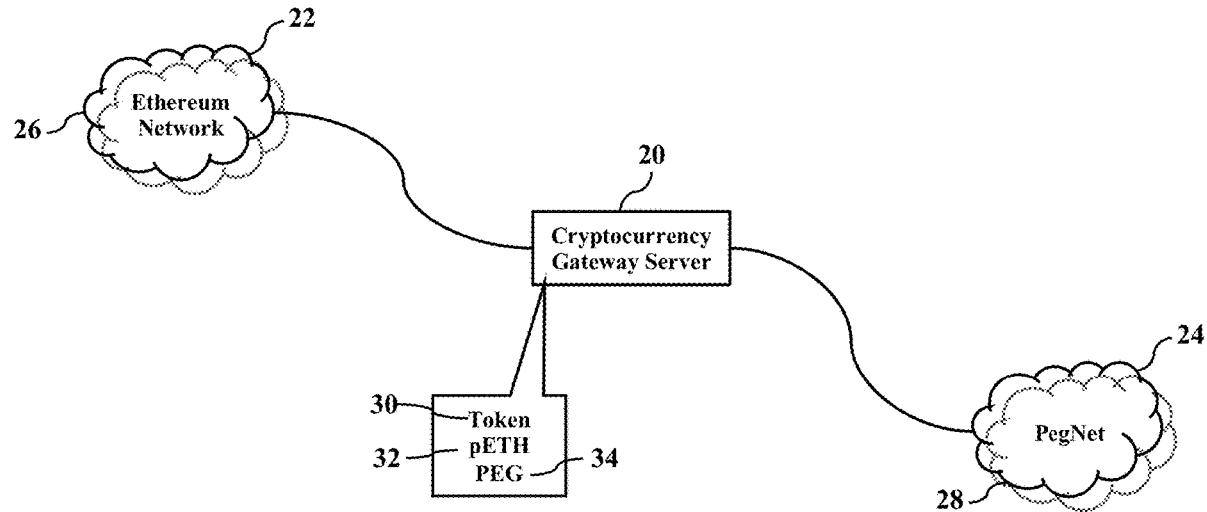 22
Ethereum
Network
26
20
Cryptocurrency
Gateway Server
24
30 Token
32 pETH
PEG 34
PegNet
28